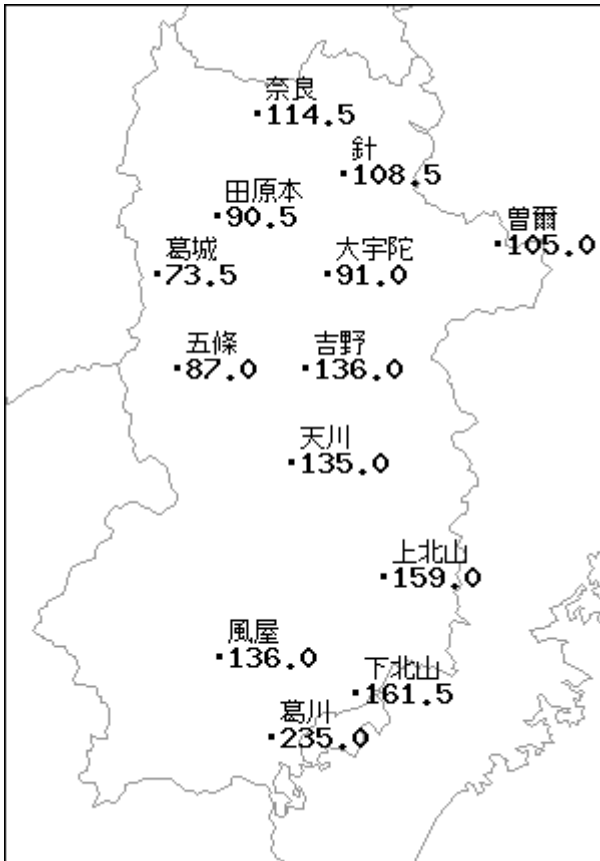 奈良
114.5
針
108.5
田原本
90.5
曽爾
105.0
葛城
73.5
大宇陀
91.0
五條
87.0
吉野
136.0
天川
135.0
上北山
159.0
風屋
136.0
下北山
161.5
葛川
235.0